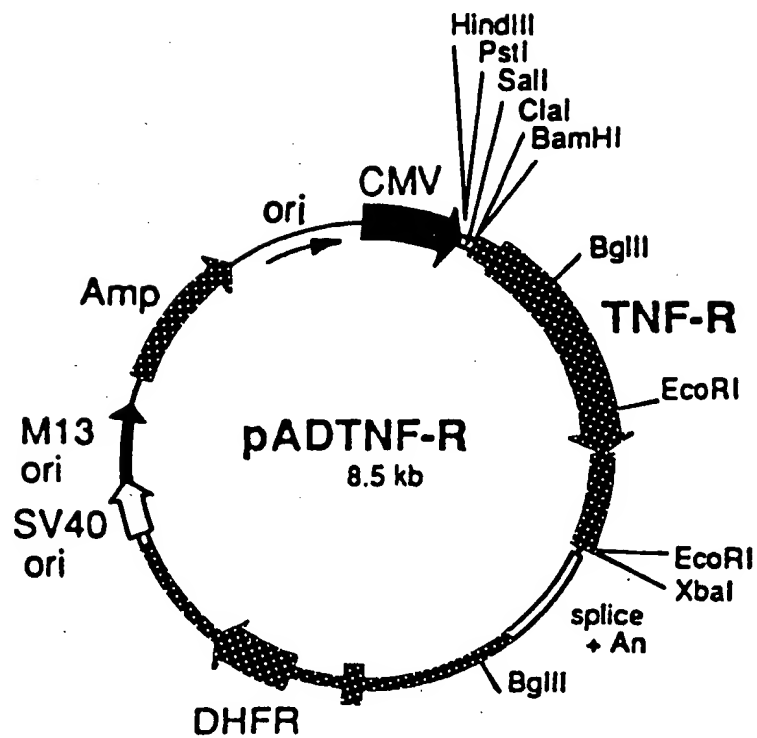 HindIII
PstI
SalI
ClaI
BamHI
CMV
ori
BglII
Amp
TNF-R
EcoRI
M13
ori
pADTNF-R
8.5 kb
SV40
ori
EcoRI
XbaI
splice
+ An
BglII
DHFR